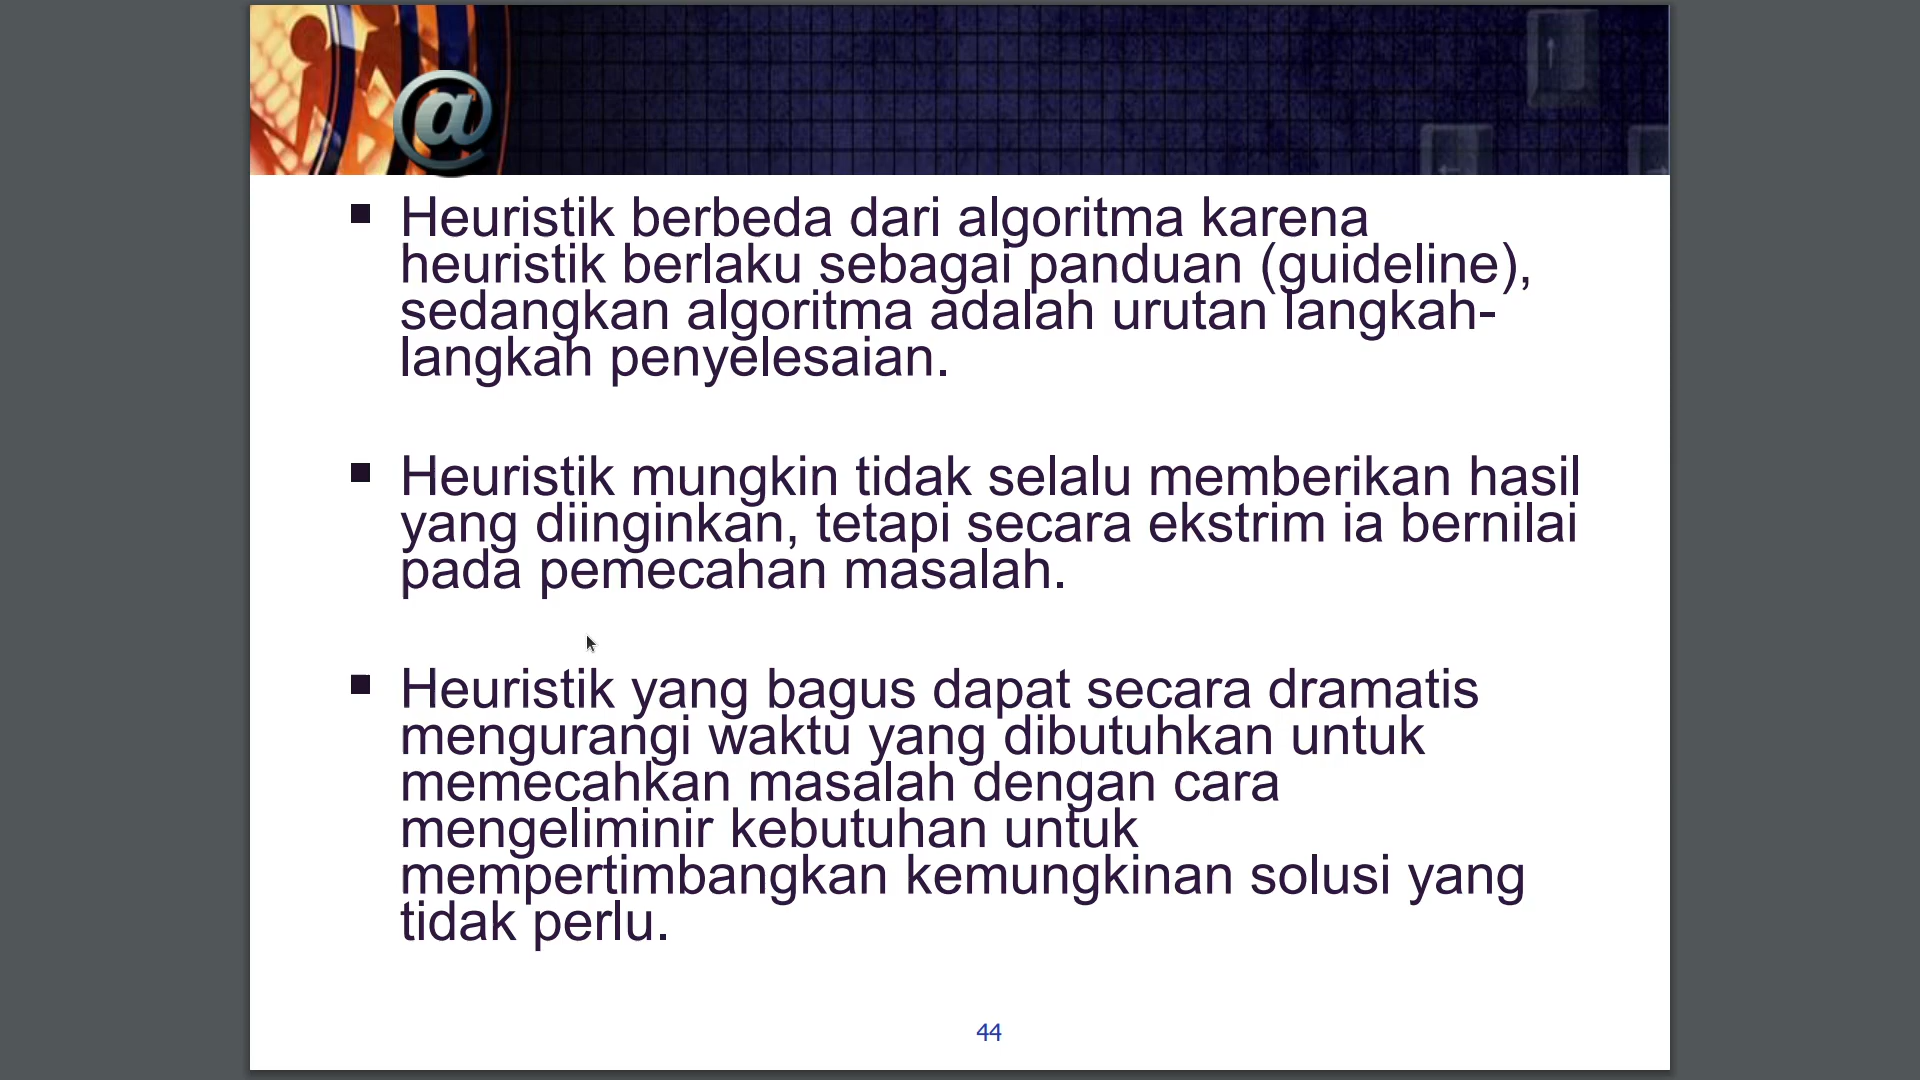 @
Heuristik berbeda dari algoritma karena
heuristik berlaku sebagai panduan (guideline),
sedangkan algoritma adalah urutan langkah-
langkah penyelesaian.
Heuristik mungkin tidak selalu memberikan hasil
yang diinginkan, tetapi secara ekstrim ia bernilai
pada pemecahan masalah.
Heuristik yang bagus dapat secara dramatis
mengurangi waktu yang dibutuhkan untuk
memecahkan masalah dengan cara
mengeliminir kebutuhan untuk
mempertimbangkan kemungkinan solusi yang
tidak perlu.
44